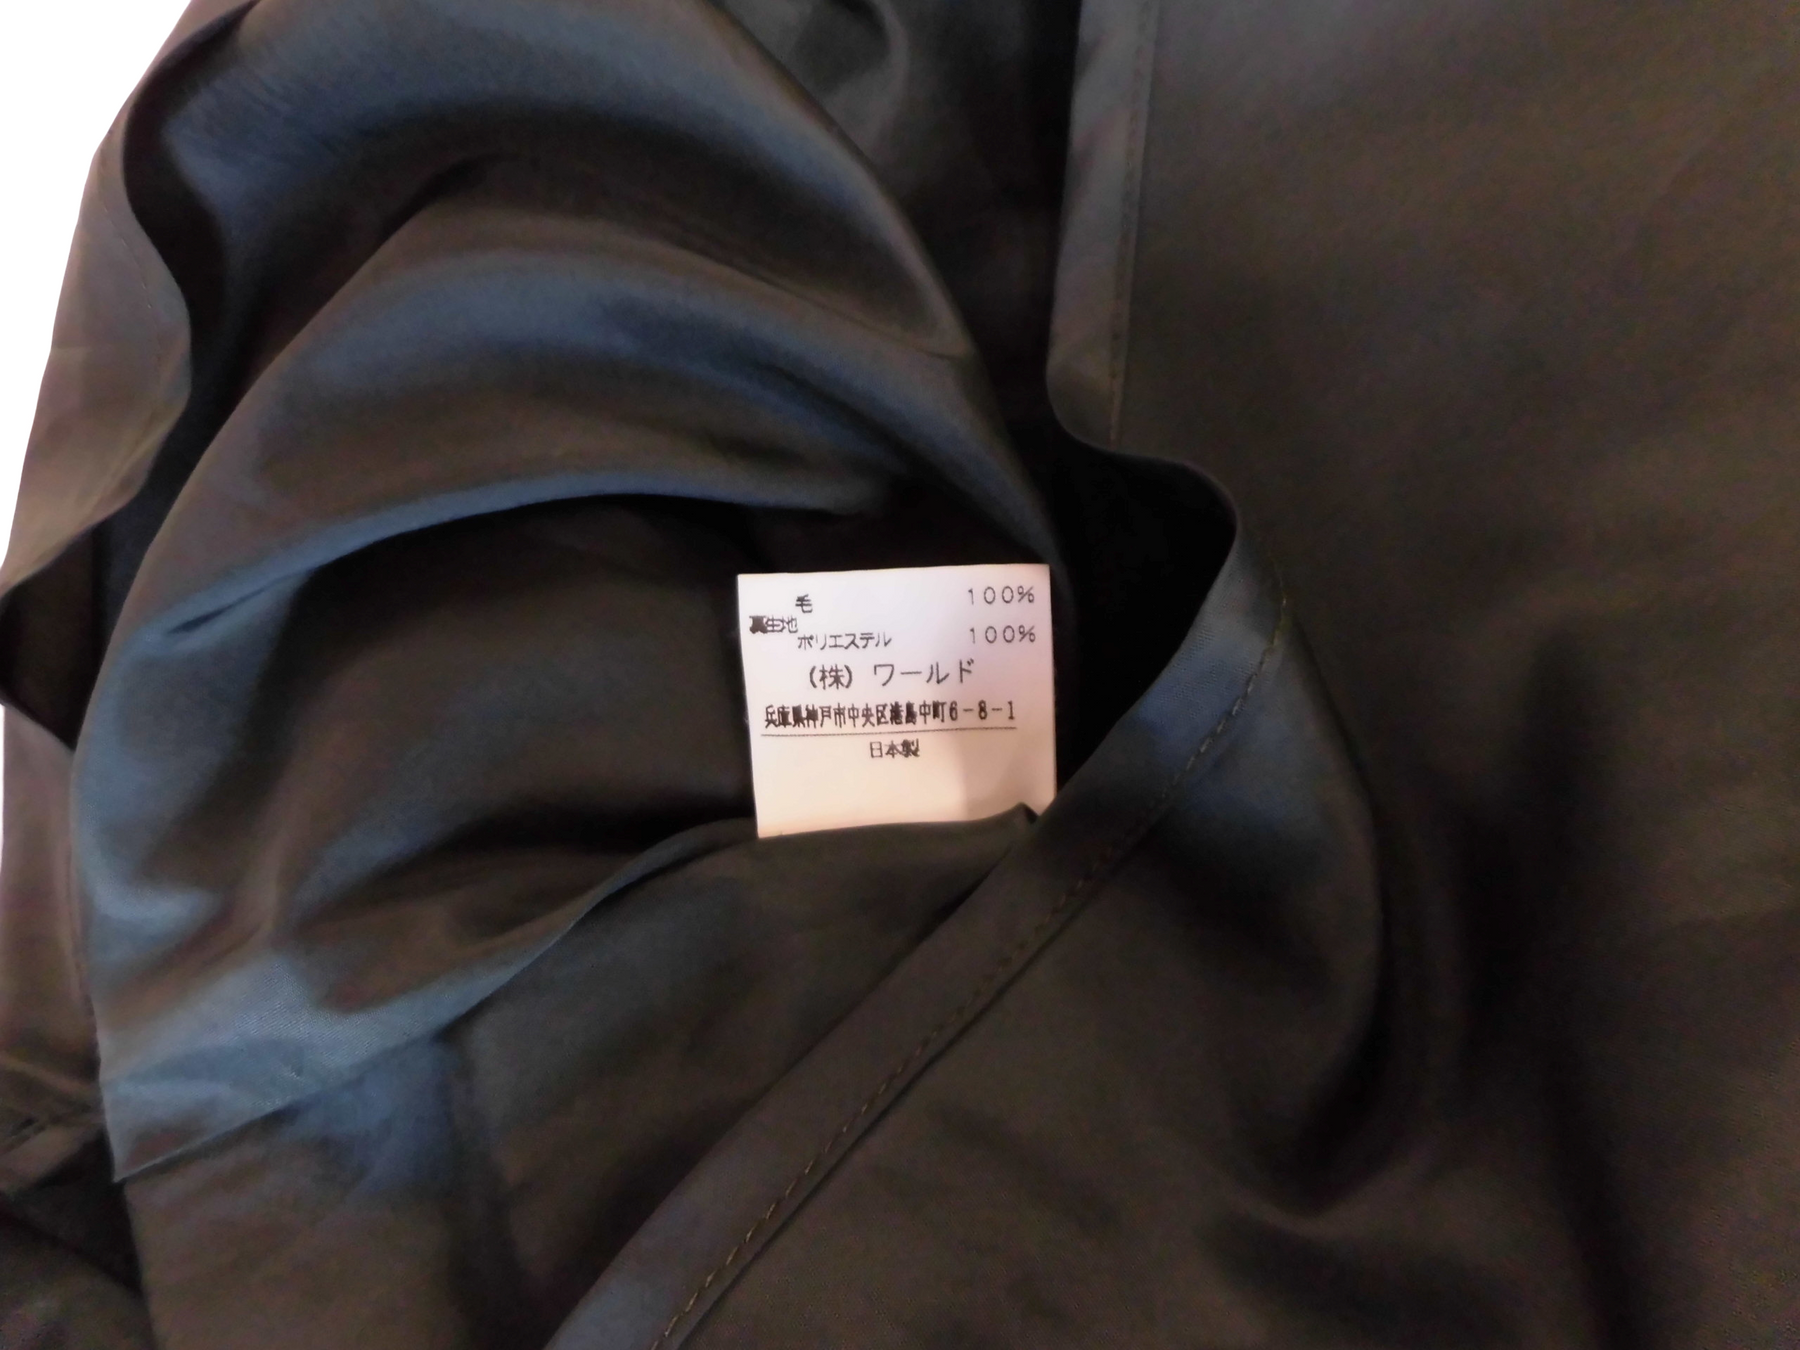 毛 100%
裏生地
ポリエステル 100%
(株) ワールド
兵庫県神戸市中央区港島中町6-8-1
日本製